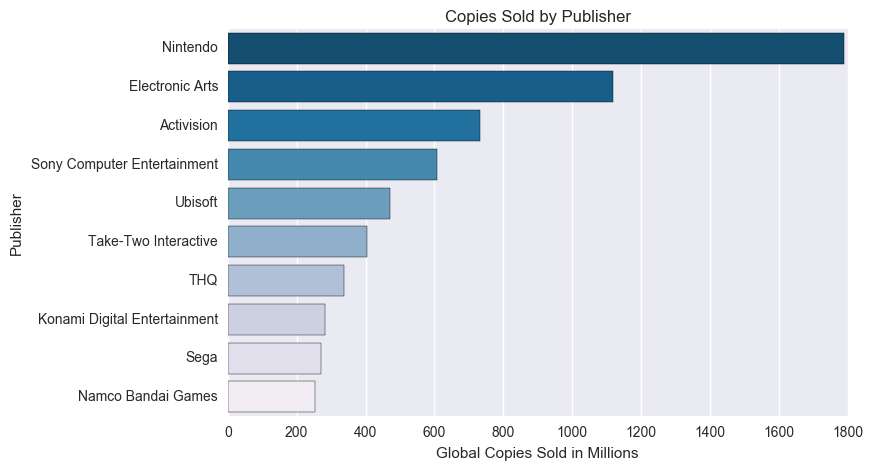 Copies Sold by Publisher
Nintendo
Electronic Arts
Activision
Sony Computer Entertainment
Ubisoft
Take-Two Interactive
THQ
Konami Digital Entertainment
Sega
Namco Bandai Games
Publisher
0 200 400 600 800 1000 1200 1400 1600 1800
Global Copies Sold in Millions